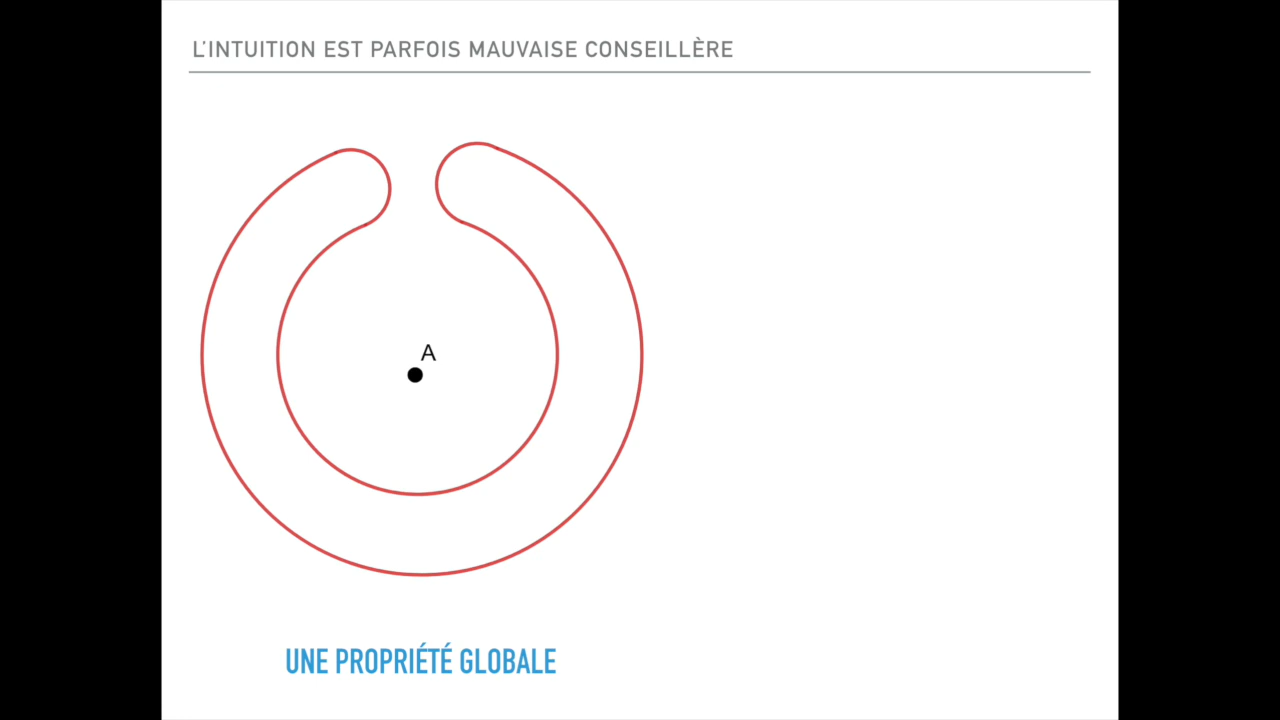 L'INTUITION EST PARFOIS MAUVAISE CONSEILLÈRE
A
UNE PROPRIÉTÉ GLOBALE